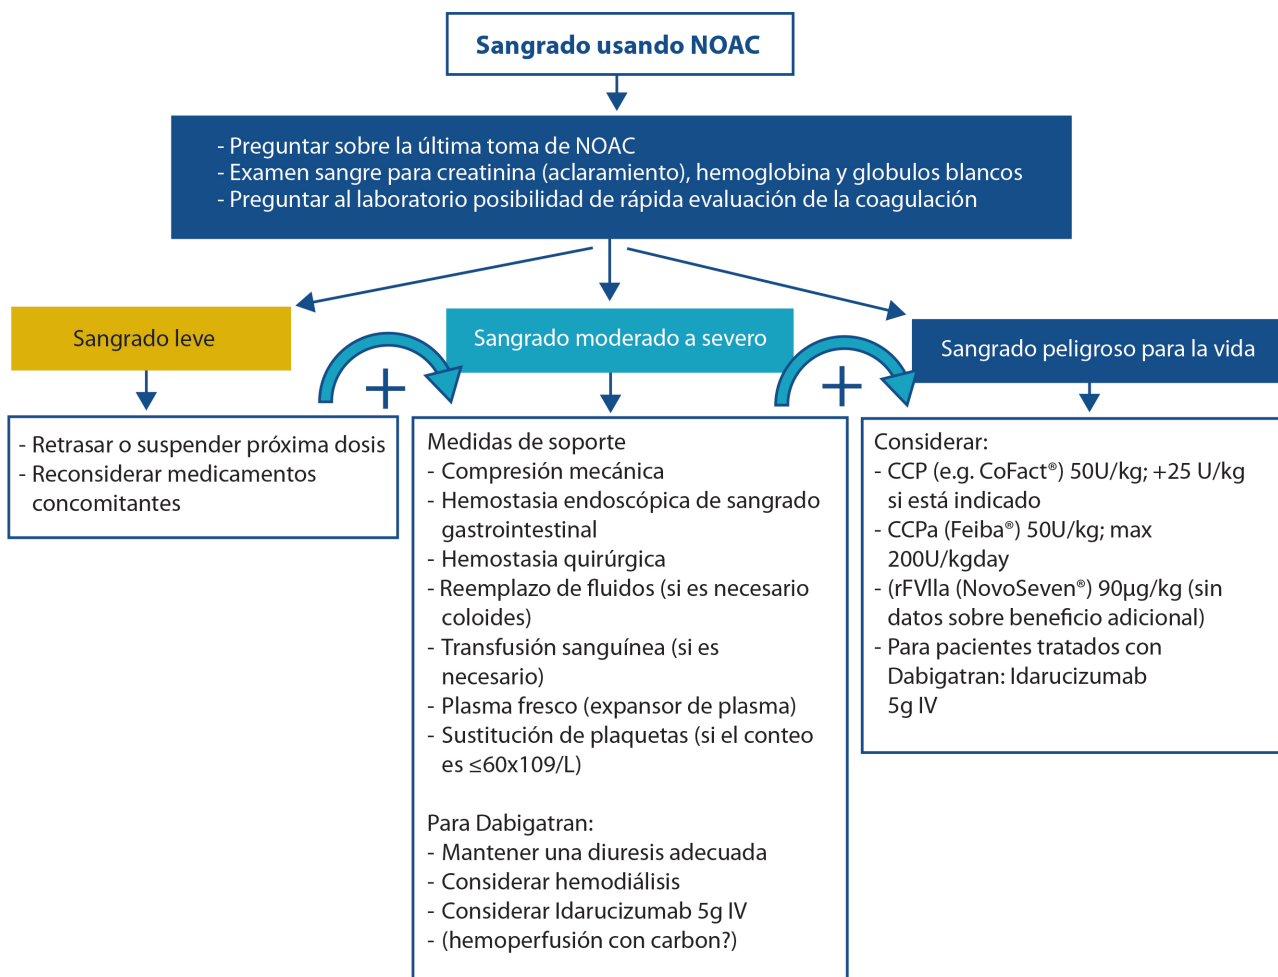 Sangrado usando NOAC
- Preguntar sobre la última toma de NOAC
- Examen sangre para creatinina (aclaramiento), hemoglobina y globulos blancos
- Preguntar al laboratorio posibilidad de rápida evaluación de la coagulación
Sangrado leve
- Retrasar o suspender próxima dosis
- Reconsiderar medicamentos
concomitantes
+
Sangrado moderado a severo
Medidas de soporte
- Compresión mecánica
- Hemostasia endoscópica de sangrado
gastrointestinal
- Hemostasia quirúrgica
- Reemplazo de fluidos (si es necesario
coloides)
- Transfusión sanguínea (si es
necesario)
- Plasma fresco (expansor de plasma)
- Sustitución de plaquetas (si el conteo
es ≤60x109/L)
Para Dabigatran:
- Mantener una diuresis adecuada
- Considerar hemodiálisis
- Considerar Idarucizumab 5g IV
- (hemoperfusión con carbon?)
+
Sangrado peligroso para la vida
Considerar:
- CCP (e.g. CoFact®) 50U/kg; +25 U/kg
si está indicado
- CCPa (Feiba®) 50U/kg; max
200U/kgday
- (rFVlla (NovoSeven®) 90µg/kg (sin
datos sobre beneficio adicional)
- Para pacientes tratados con
Dabigatran: Idarucizumab
5g IV